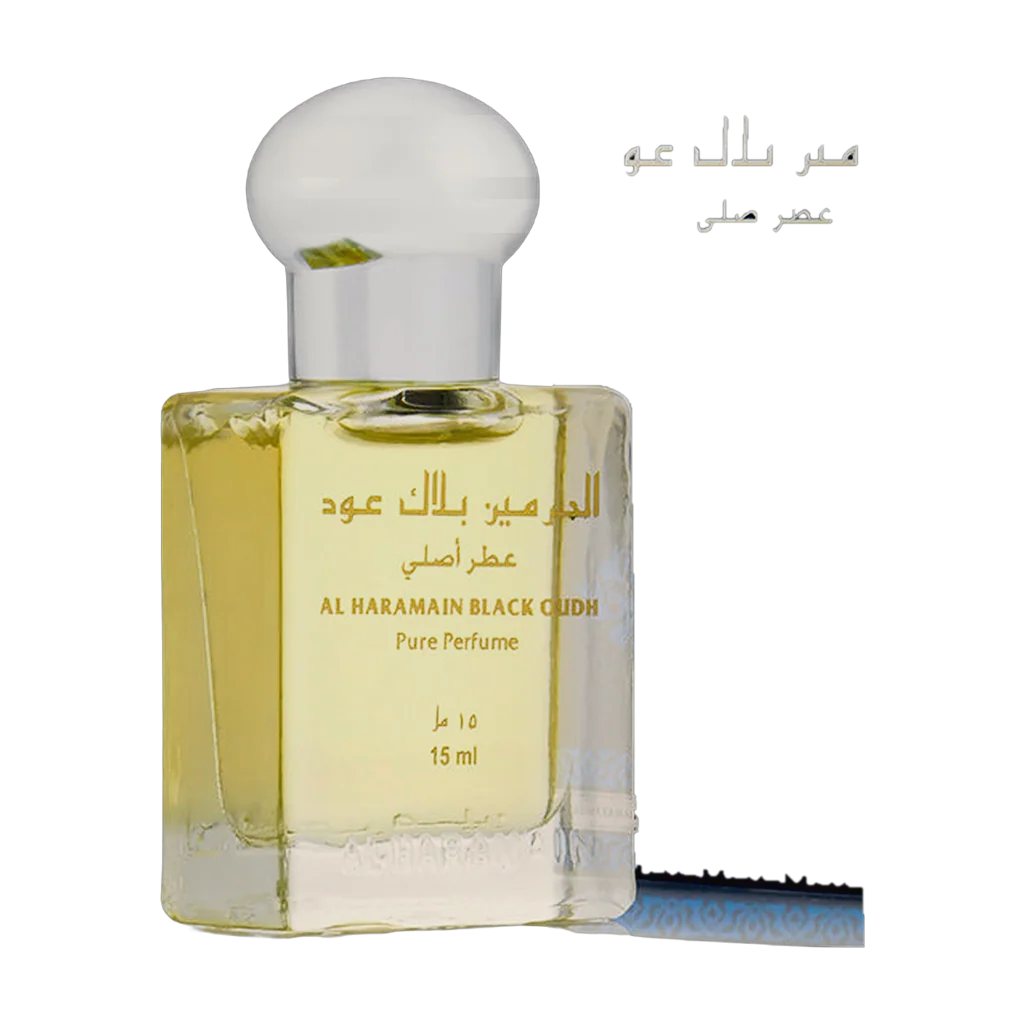 الحرمين بلاك عود
عطر أصلي
AL HARAMAIN BLACK OUDH
Pure Perfume
١٥ مل
15 ml